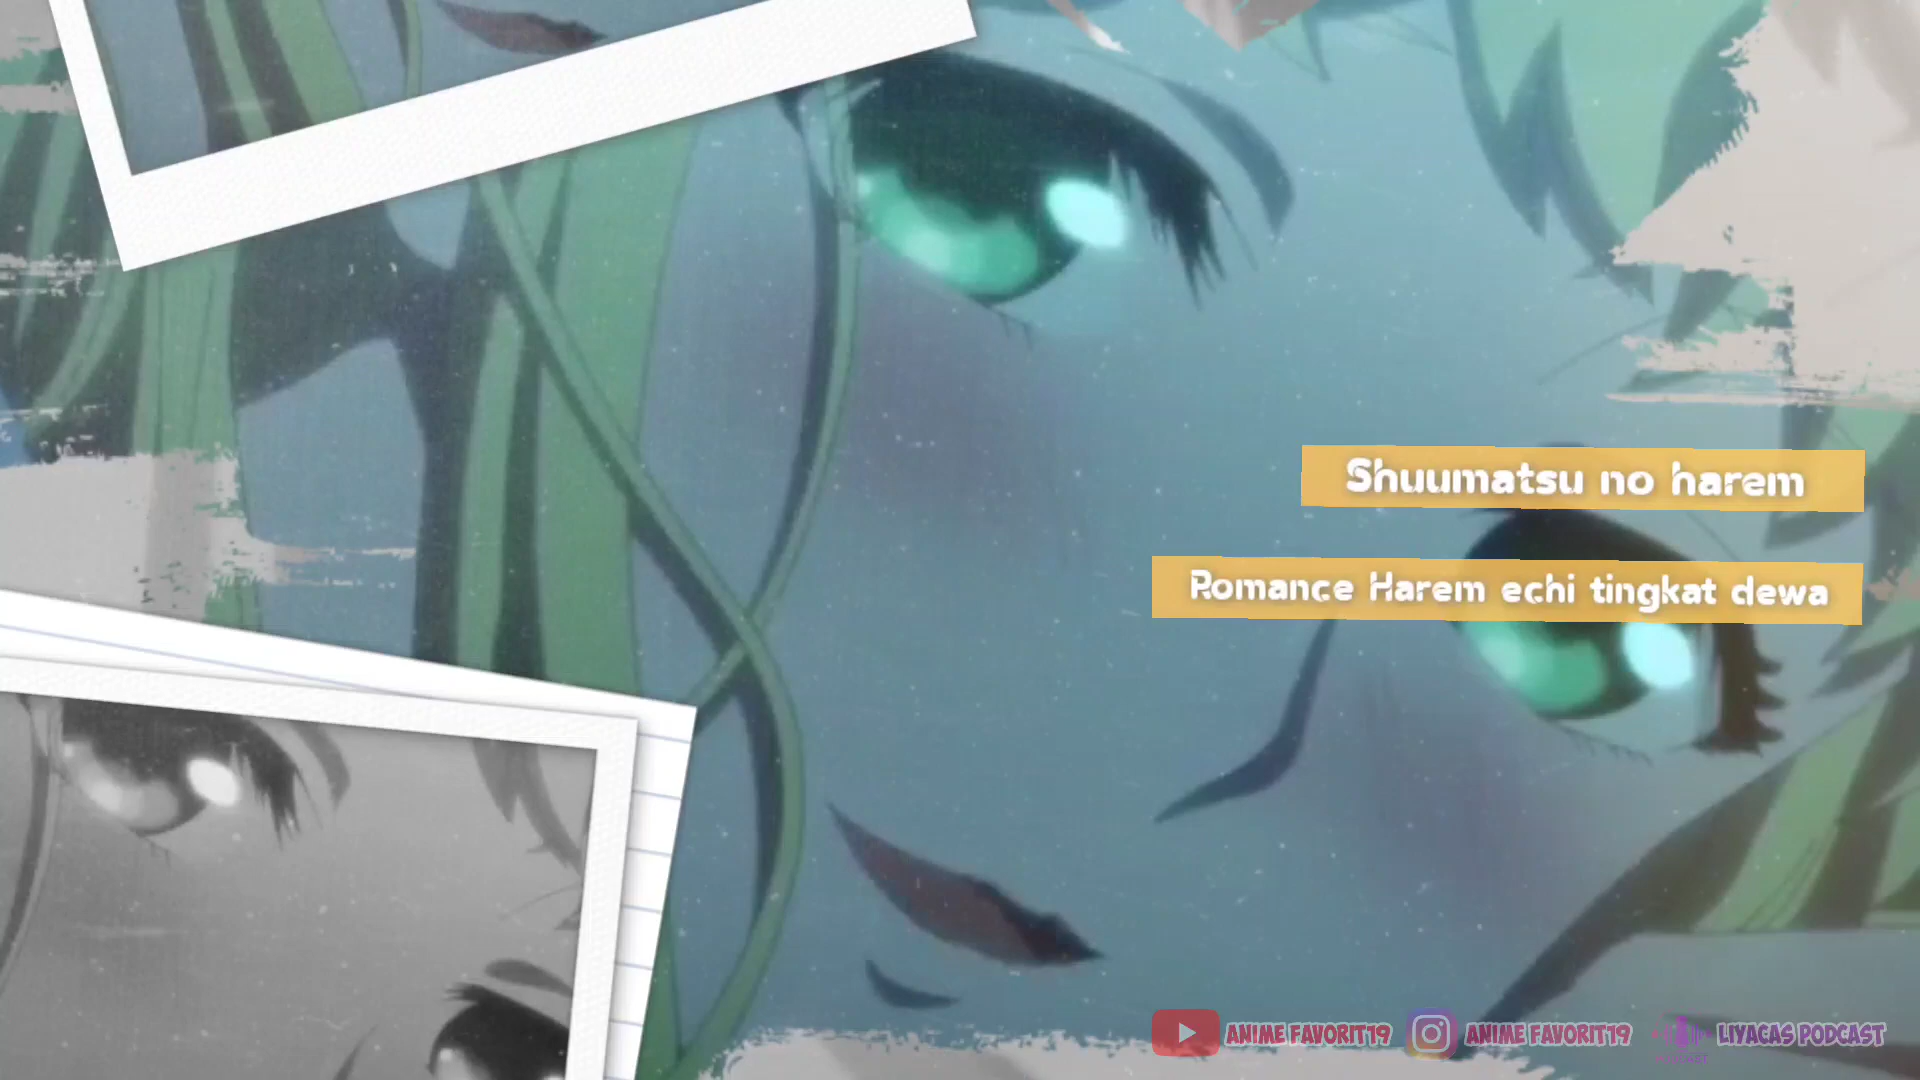 Shuumatsu no harem
Romance Harem echi tingkat dewa
ANIME FAVORIT19 ANIME FAVORIT19 LIYACAS PODCAST